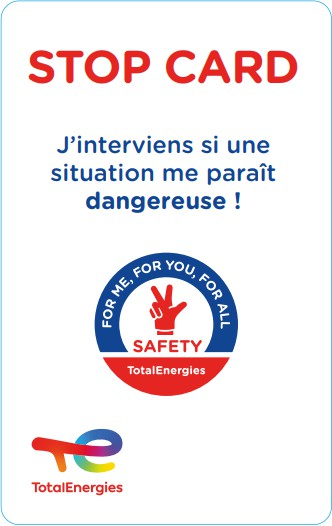 STOP CARD
J’interviens si une
situation me paraît
dangereuse !
FOR ME, FOR YOU, FOR ALL
SAFETY
TotalEnergies
TotalEnergies